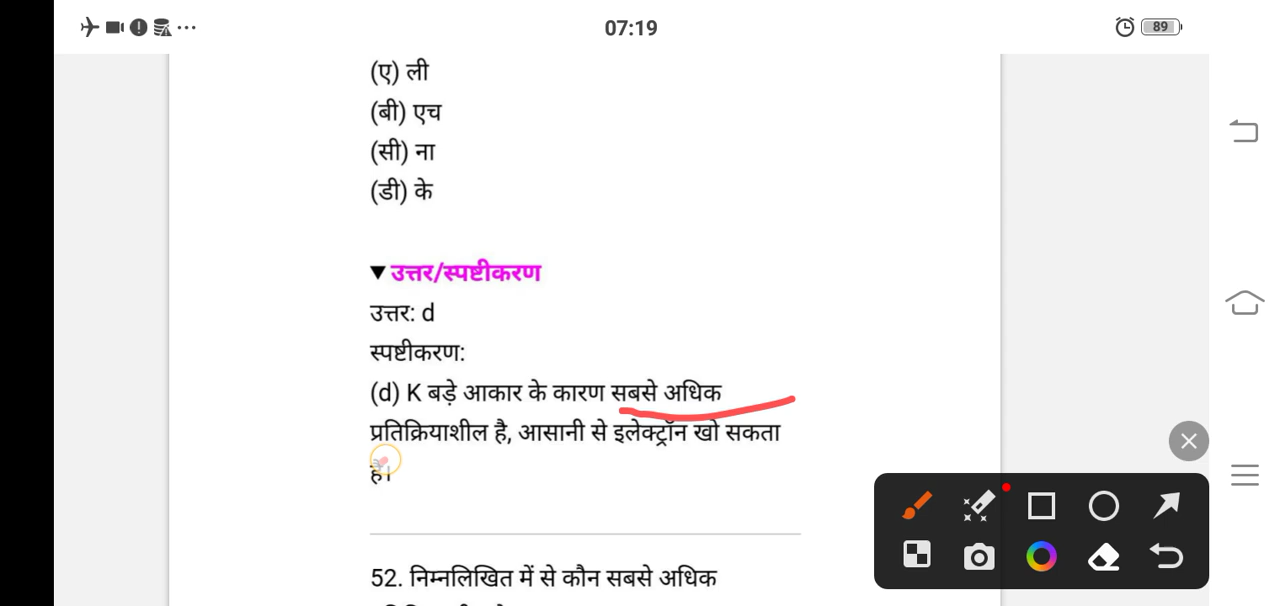 07:19
89
(ए) ली
(बी) एच
(सी) ना
(डी) के
▼ उत्तर/स्पष्टीकरण
उत्तर: d
स्पष्टीकरण:
(d) K बड़े आकार के कारण सबसे अधिक
प्रतिक्रियाशील है, आसानी से इलेक्ट्रॉन खो सकता
है।
52. निम्नलिखित में से कौन सबसे अधिक